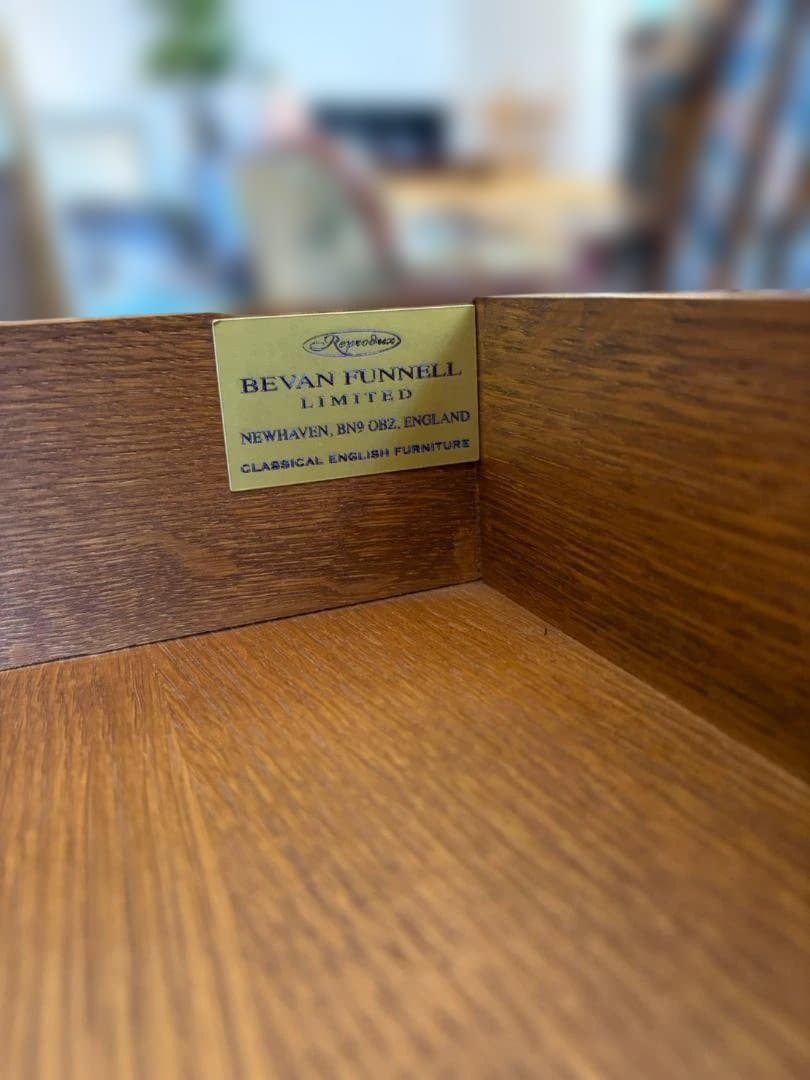 Reprodux
BEVAN FUNNELL
LIMITED
NEWHAVEN, BN9 OBZ, ENGLAND
CLASSICAL ENGLISH FURNITURE